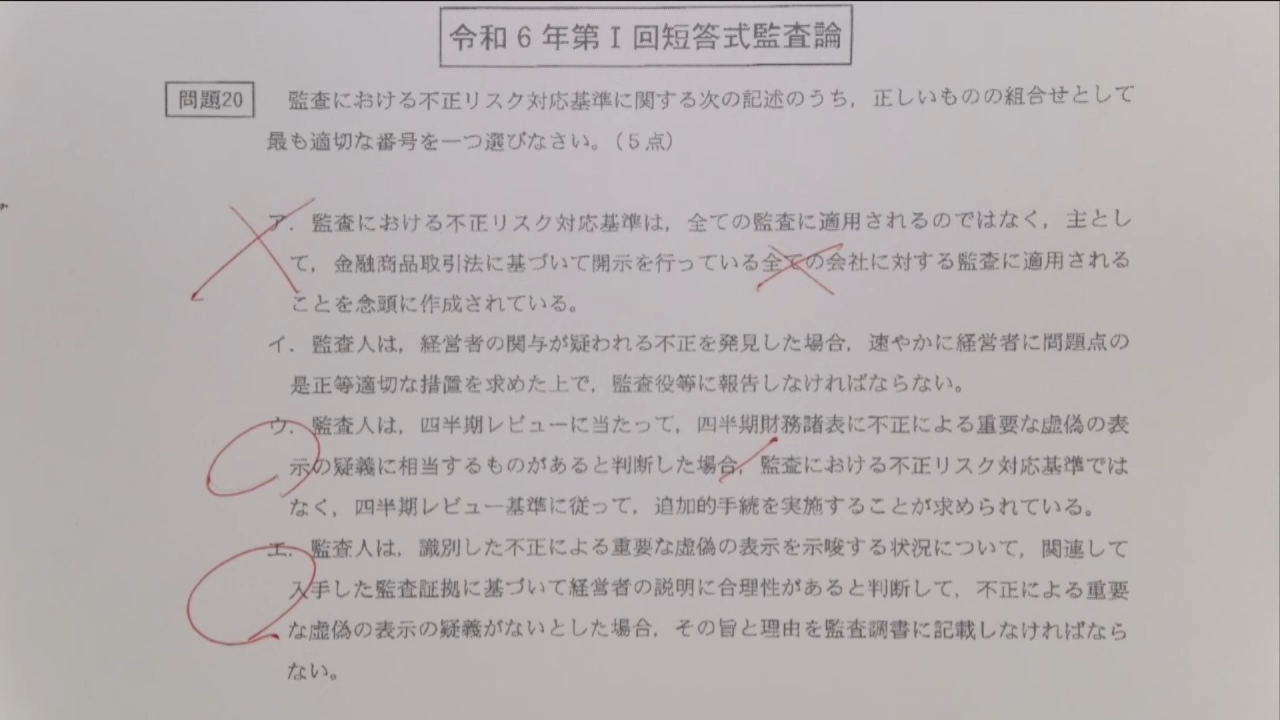 令和6年第Ⅰ回短答式監査論
問題20 監査における不正リスク対応基準に関する次の記述のうち，正しいものの組合せとして
最も適切な番号を一つ選びなさい。（5点）
ア．監査における不正リスク対応基準は，全ての監査に適用されるのではなく，主とし
て，金融商品取引法に基づいて開示を行っている全ての会社に対する監査に適用される
ことを念頭に作成されている。
イ．監査人は，経営者の関与が疑われる不正を発見した場合，速やかに経営者に問題点の
是正等適切な措置を求めた上で，監査役等に報告しなければならない。
ウ．監査人は，四半期レビューに当たって，四半期財務諸表に不正による重要な虚偽の表
示の疑義に相当するものがあると判断した場合，監査における不正リスク対応基準では
なく，四半期レビュー基準に従って，追加的手続を実施することが求められている。
エ．監査人は，識別した不正による重要な虚偽の表示を示唆する状況について，関連して
入手した監査証拠に基づいて経営者の説明に合理性があると判断して，不正による重要
な虚偽の表示の疑義がないとした場合，その旨と理由を監査調書に記載しなければなら
ない。